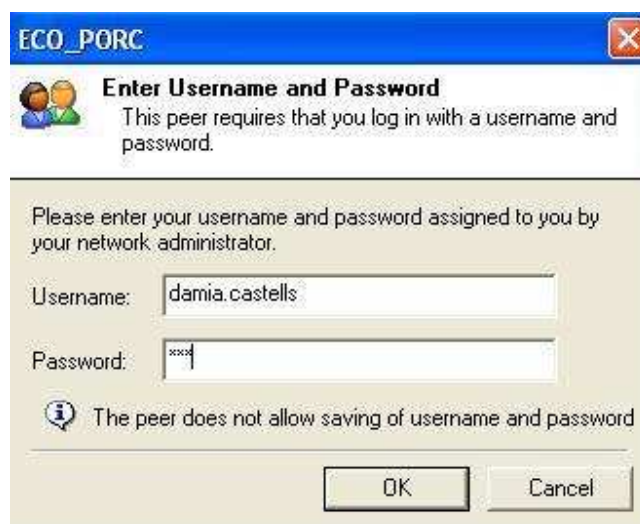 ECO_PORC
Enter Username and Password
This peer requires that you log in with a username and
password.
Please enter your username and password assigned to you by
your network administrator.
Username: damia.castells
Password: ***
The peer does not allow saving of username and password
OK Cancel